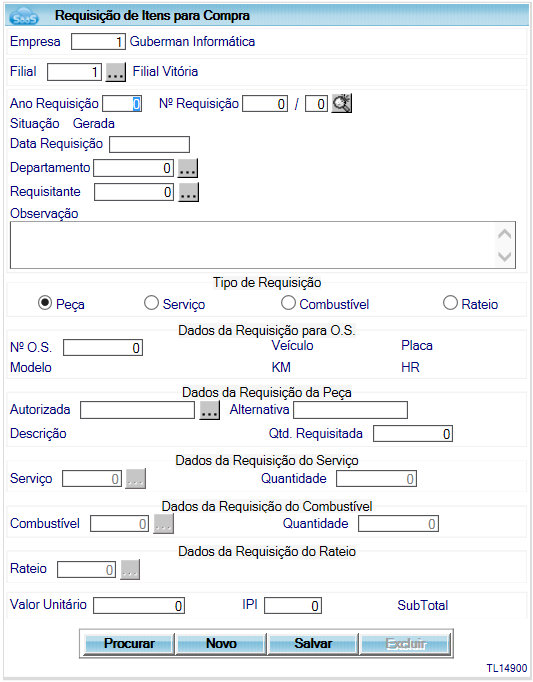 SaaS Requisição de Itens para Compra
Empresa 1 Guberman Informática
Filial 1 ... Filial Vitória
Ano Requisição 0 Nº Requisição 0 / 0
Situação Gerada
Data Requisição
Departamento 0 ...
Requisitante 0 ...
Observação
Tipo de Requisição
Peça Serviço Combustível Rateio
Dados da Requisição para O.S.
Nº O.S. 0 Veículo Placa
Modelo KM HR
Dados da Requisição da Peça
Autorizada ... Alternativa
Descrição Qtd. Requisitada 0
Dados da Requisição do Serviço
Serviço 0 ... Quantidade 0
Dados da Requisição do Combustível
Combustível 0 ... Quantidade 0
Dados da Requisição do Rateio
Rateio 0 ...
Valor Unitário 0 IPI 0 SubTotal
Procurar Novo Salvar Excluir
TL14900